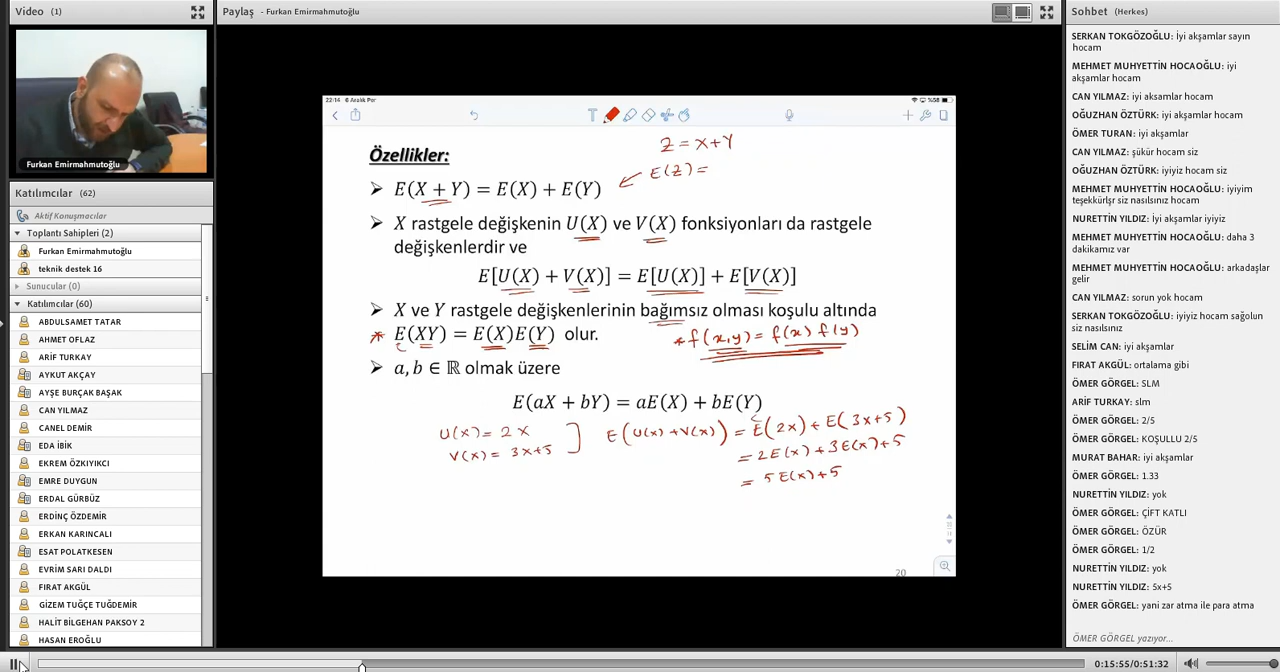 Video (1)
Furkan Emirmahmutoğlu
Katılımcılar (62)
Aktif Konuşmacılar
Toplantı Sahipleri (2)
Furkan Emirmahmutoğlu
teknik destek 16
Sunucular (0)
Katılımcılar (60)
ABDULSAMET TATAR
AHMET OFLAZ
ARİF TURKAY
AYKUT AKÇAY
AYŞE BURÇAK BAŞAK
CAN YILMAZ
CANEL DEMİR
EDA İBİK
EKREM ÖZKIYIKCI
EMRE DUYGUN
ERDAL GÜRBÜZ
ERDİNÇ ÖZDEMİR
ERKAN KARINCALI
ESAT POLATKESEN
EVRİM SARI DALDI
FIRAT AKGÜL
GİZEM TUĞÇE TUĞDEMİR
HALİT BİLGEHAN PAKSOY 2
HASAN EROĞLU
Paylaş - Furkan Emirmahmutoğlu
22:14 6 Aralık Per
%58
Z = X+Y
E(Z) =
Özellikler:
➤ E(X + Y) = E(X) + E(Y)
➤ X rastgele değişkenin U(X) ve V(X) fonksiyonları da rastgele
değişkenlerdir ve
E[U(X) + V(X)] = E[U(X)] + E[V(X)]
➤ X ve Y rastgele değişkenlerinin bağımsız olması koşulu altında
* E(XY) = E(X)E(Y) olur. * f(x,y) = f(x) f(y)
➤ a, b ∈ ℝ olmak üzere
E(aX + bY) = aE(X) + bE(Y)
U(x) = 2x
V(x) = 3x+5
E(U(x)+V(x)) = E(2x) + E(3x+5)
= 2E(x) + 3E(x)+5
= 5E(x)+5
20
Sohbet (Herkes)
SERKAN TOKGÖZOĞLU: İyi akşamlar sayın
hocam
MEHMET MUHYETTİN HOCAOĞLU: iyi
akşamlar hocam
CAN YILMAZ: iyi aksamlar hocam
OĞUZHAN ÖZTÜRK: iyi akşamlar hocam
ÖMER TURAN: iyi akşamlar
CAN YILMAZ: şükür hocam siz
OĞUZHAN ÖZTÜRK: iyiyiz hocam siz
MEHMET MUHYETTİN HOCAOĞLU: iyiyim
teşekkürlşr siz nasılsınız hocam
NURETTİN YILDIZ: İyi akşamlar iyiyiz
MEHMET MUHYETTİN HOCAOĞLU: daha 3
dakikamız var
MEHMET MUHYETTİN HOCAOĞLU: arkadaşlar
gelir
CAN YILMAZ: sorun yok hocam
SERKAN TOKGÖZOĞLU: iyiyiz hocam sağolun
siz nasılsınız
SELİM CAN: iyi akşamlar
FIRAT AKGÜL: ortalama gibi
ÖMER GÖRGEL: SLM
ARİF TURKAY: slm
ÖMER GÖRGEL: 2/5
ÖMER GÖRGEL: KOŞULLU 2/5
MURAT BAHAR: iyi akşamlar
ÖMER GÖRGEL: 1.33
NURETTİN YILDIZ: yok
ÖMER GÖRGEL: ÇİFT KATLI
ÖMER GÖRGEL: ÖZÜR
ÖMER GÖRGEL: 1/2
NURETTİN YILDIZ: yok
NURETTİN YILDIZ: 5x+5
ÖMER GÖRGEL: yani zar atma ile para atma
ÖMER GÖRGEL yazıyor...
0:15:55/0:51:32